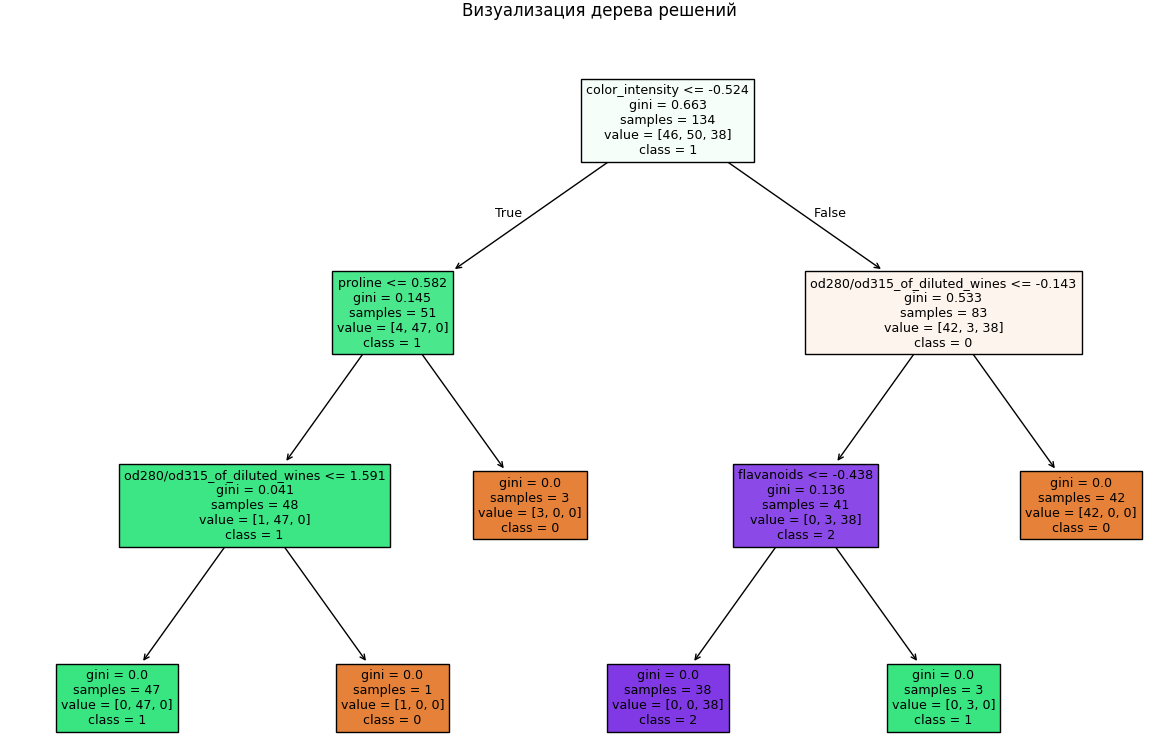 Визуализация дерева решений
color_intensity <= -0.524
gini = 0.663
samples = 134
value = [46, 50, 38]
class = 1
True
False
proline <= 0.582
gini = 0.145
samples = 51
value = [4, 47, 0]
class = 1
od280/od315_of_diluted_wines <= -0.143
gini = 0.533
samples = 83
value = [42, 3, 38]
class = 0
od280/od315_of_diluted_wines <= 1.591
gini = 0.041
samples = 48
value = [1, 47, 0]
class = 1
gini = 0.0
samples = 3
value = [3, 0, 0]
class = 0
flavanoids <= -0.438
gini = 0.136
samples = 41
value = [0, 3, 38]
class = 2
gini = 0.0
samples = 42
value = [42, 0, 0]
class = 0
gini = 0.0
samples = 47
value = [0, 47, 0]
class = 1
gini = 0.0
samples = 1
value = [1, 0, 0]
class = 0
gini = 0.0
samples = 38
value = [0, 0, 38]
class = 2
gini = 0.0
samples = 3
value = [0, 3, 0]
class = 1